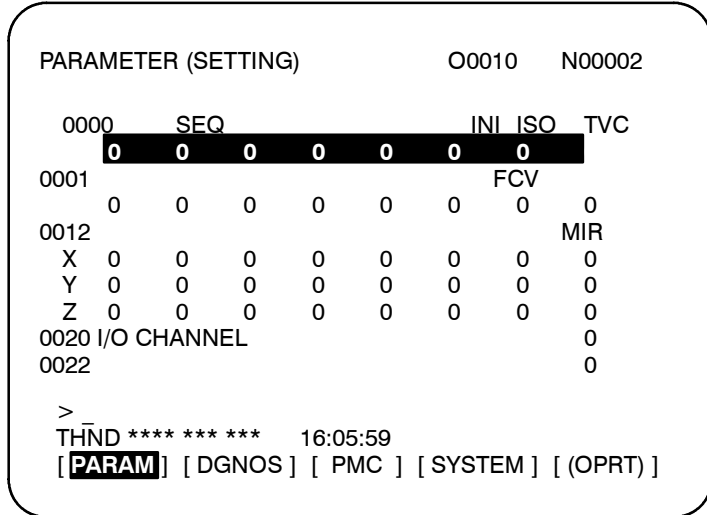 PARAMETER (SETTING) O0010 N00002
0000 SEQ INI ISO TVC
0 0 0 0 0 0 0
0001 FCV
0 0 0 0 0 0 0 0
0012 MIR
X 0 0 0 0 0 0 0 0
Y 0 0 0 0 0 0 0 0
Z 0 0 0 0 0 0 0 0
0020 I/O CHANNEL 0
0022 0
> _
THND **** *** *** 16:05:59
[ PARAM ] [ DGNOS ] [ PMC ] [ SYSTEM ] [ (OPRT) ]